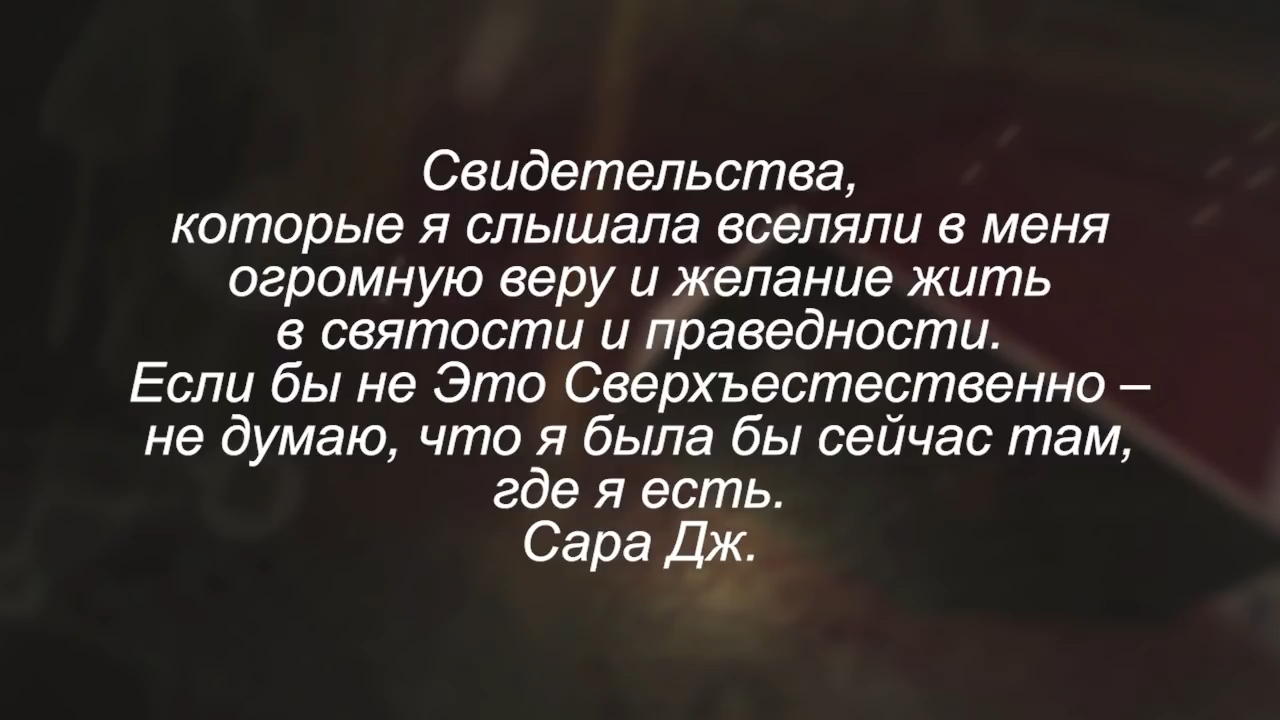 Свидетельства,
которые я слышала вселяли в меня
огромную веру и желание жить
в святости и праведности.
Если бы не Это Сверхъестественно –
не думаю, что я была бы сейчас там,
где я есть.
Сара Дж.